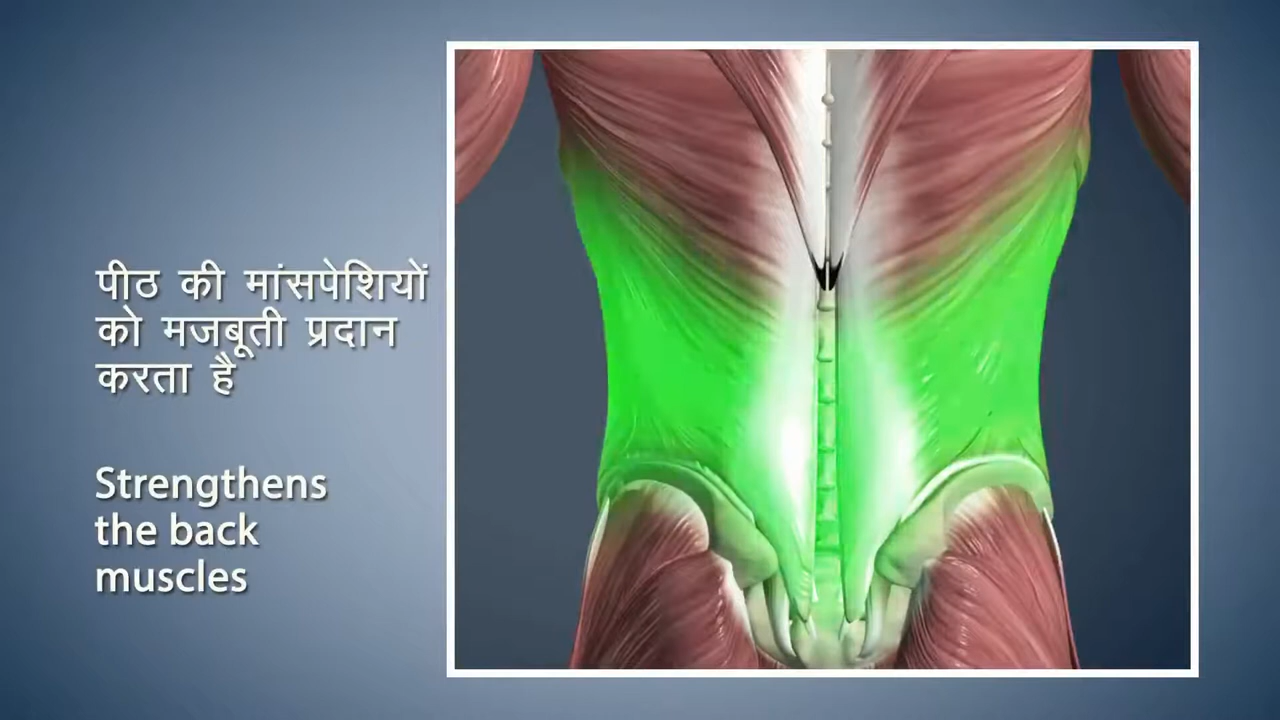 पीठ की मांसपेशियों
को मजबूती प्रदान
करता है
Strengthens
the back
muscles